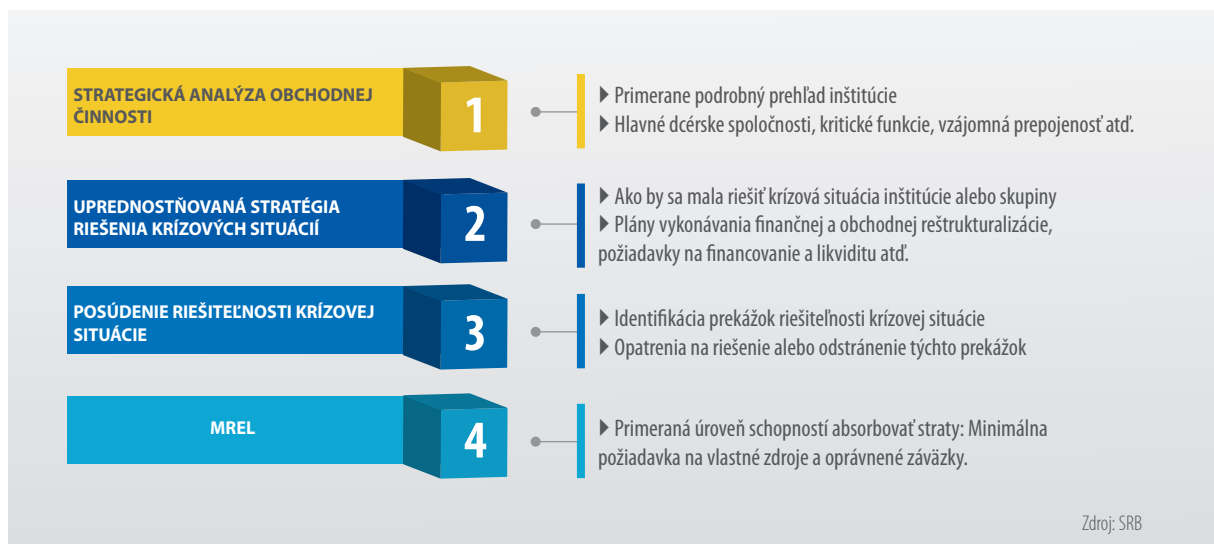 STRATEGICKÁ ANALÝZA OBCHODNEJ
ČINNOSTI
1
▶ Primerane podrobný prehľad inštitúcie
▶ Hlavné dcérske spoločnosti, kritické funkcie, vzájomná prepojenosť atď.
UPREDNOSTŇOVANÁ STRATÉGIA
RIEŠENIA KRÍZOVÝCH SITUÁCIÍ
2
▶ Ako by sa mala riešiť krízová situácia inštitúcie alebo skupiny
▶ Plány vykonávania finančnej a obchodnej reštrukturalizácie,
požiadavky na financovanie a likviditu atď.
POSÚDENIE RIEŠITEĽNOSTI KRÍZOVEJ
SITUÁCIE
3
▶ Identifikácia prekážok riešiteľnosti krízovej situácie
▶ Opatrenia na riešenie alebo odstránenie týchto prekážok
MREL
4
▶ Primeraná úroveň schopností absorbovať straty: Minimálna
požiadavka na vlastné zdroje a oprávnené záväzky.
Zdroj: SRB